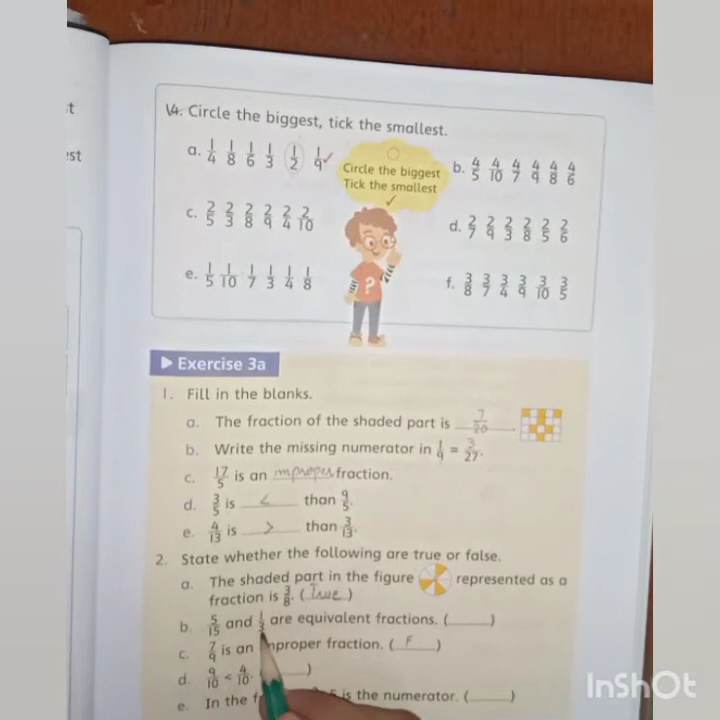 t
est
14. Circle the biggest, tick the smallest.
a. 1/4 1/8 1/6 1/3 1/2 1/9 ✓
Circle the biggest
Tick the smallest
✓
b. 4/5 4/10 4/7 4/9 4/8 4/6
c. 2/5 2/3 2/8 2/9 2/4 2/10
d. 2/7 2/9 2/3 2/8 2/5 2/6
e. 1/5 1/10 1/7 1/3 1/4 1/8
?
f. 3/8 3/7 3/4 3/9 3/10 3/5
▶ Exercise 3a
1. Fill in the blanks.
a. The fraction of the shaded part is 7/20.
b. Write the missing numerator in 1/9 = 3/27.
c. 17/5 is an improper fraction.
d. 3/5 is < than 9/5.
e. 4/13 is > than 3/13.
2. State whether the following are true or false.
a. The shaded part in the figure represented as a
fraction is 3/8. (True)
b. 5/15 and 1/3 are equivalent fractions. (____)
c. 7/9 is an improper fraction. (F)
d. 9/10 < 4/10. (____)
e. In the is the numerator. (____)
InShOt